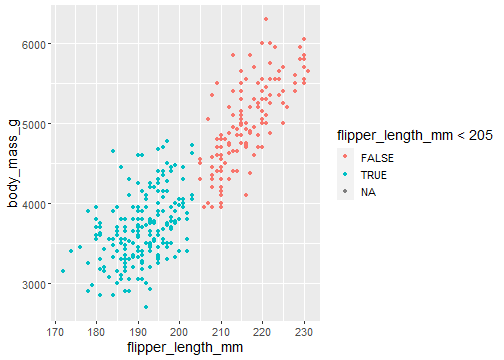 6000
5000
4000
3000
body_mass_g
170 180 190 200 210 220 230
flipper_length_mm
flipper_length_mm < 205
FALSE
TRUE
NA